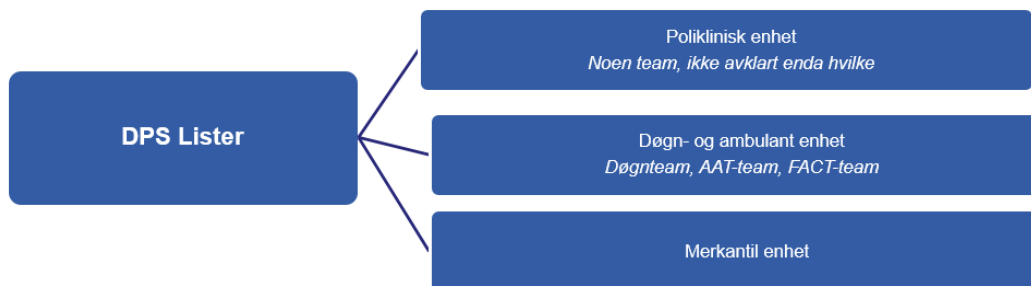 DPS Lister
Poliklinisk enhet
Noen team, ikke avklart enda hvilke
Døgn- og ambulant enhet
Døgnteam, AAT-team, FACT-team
Merkantil enhet